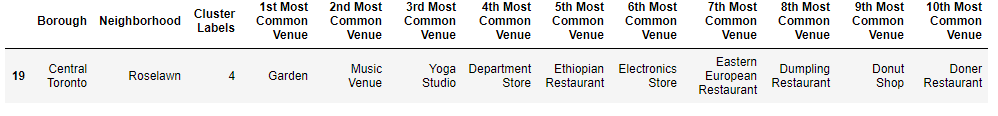 Borough Neighborhood Cluster Labels 1st Most Common Venue 2nd Most Common Venue 3rd Most Common Venue 4th Most Common Venue 5th Most Common Venue 6th Most Common Venue 7th Most Common Venue 8th Most Common Venue 9th Most Common Venue 10th Most Common Venue
19 Central Toronto Roselawn 4 Garden Music Venue Yoga Studio Department Store Ethiopian Restaurant Electronics Store Eastern European Restaurant Dumpling Restaurant Donut Shop Doner Restaurant